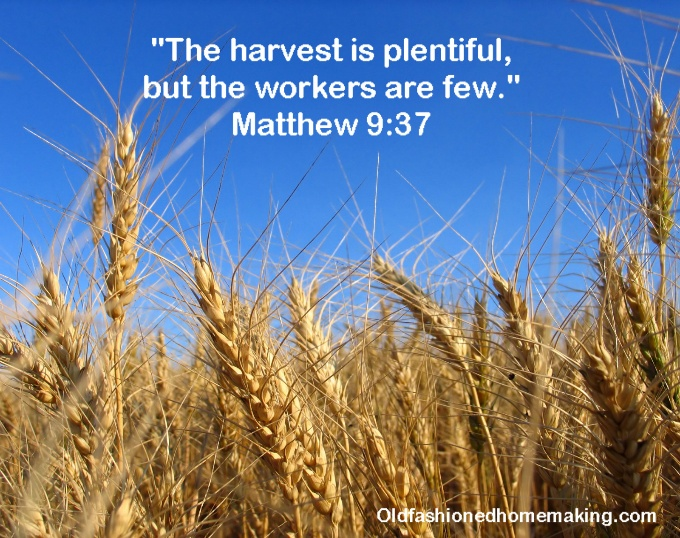 "The harvest is plentiful,
but the workers are few."
Matthew 9:37
Oldfashionedhomemaking.com